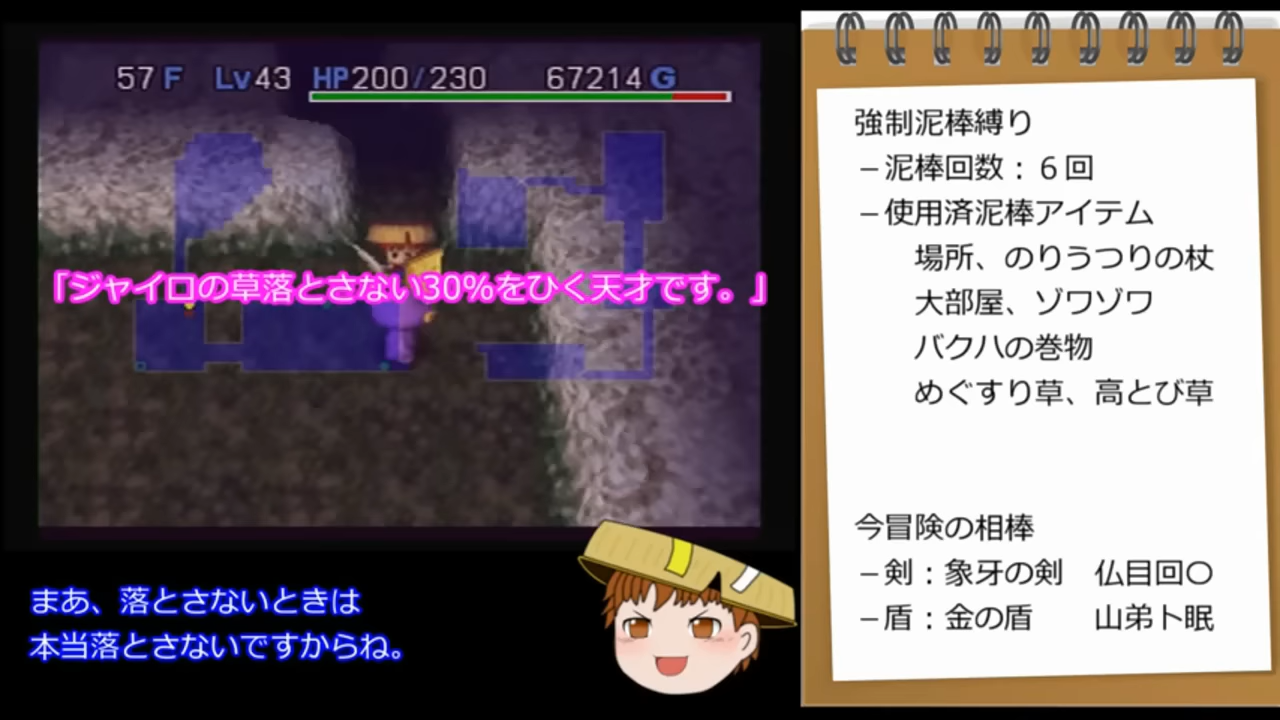 57F Lv43 HP200/230 67214G
「ジャイロの草落とさない30%をひく天才です。」
まあ、落とさないときは
本当落とさないですからね。
強制泥棒縛り
－泥棒回数：６回
－使用済泥棒アイテム
場所、のりうつりの杖
大部屋、ゾワゾワ
バクハの巻物
めぐすり草、高とび草
今冒険の相棒
－剣：象牙の剣　仏目回〇
－盾：金の盾　　山弟ト眠